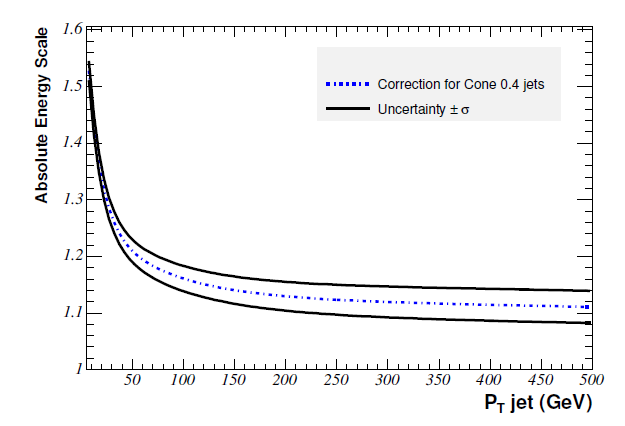 Absolute Energy Scale
1.6
1.5
1.4
1.3
1.2
1.1
1
Correction for Cone 0.4 jets
Uncertainty ± σ
50 100 150 200 250 300 350 400 450 500
P_T jet (GeV)